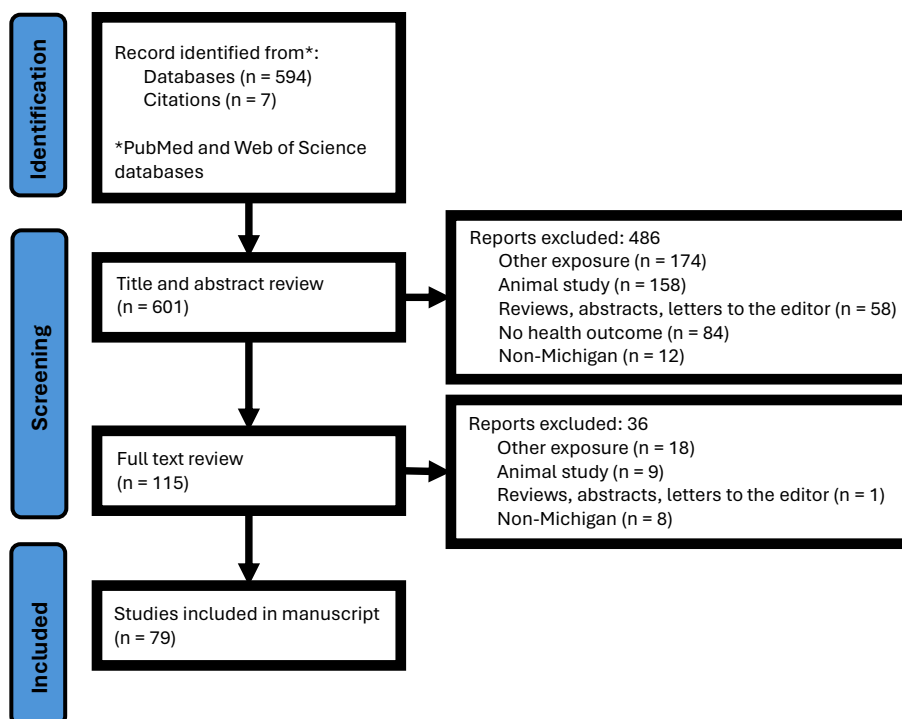 Identification
Record identified from*:
Databases (n = 594)
Citations (n = 7)
*PubMed and Web of Science
databases
Screening
Title and abstract review
(n = 601)
Reports excluded: 486
Other exposure (n = 174)
Animal study (n = 158)
Reviews, abstracts, letters to the editor (n = 58)
No health outcome (n = 84)
Non-Michigan (n = 12)
Full text review
(n = 115)
Reports excluded: 36
Other exposure (n = 18)
Animal study (n = 9)
Reviews, abstracts, letters to the editor (n = 1)
Non-Michigan (n = 8)
Included
Studies included in manuscript
(n = 79)